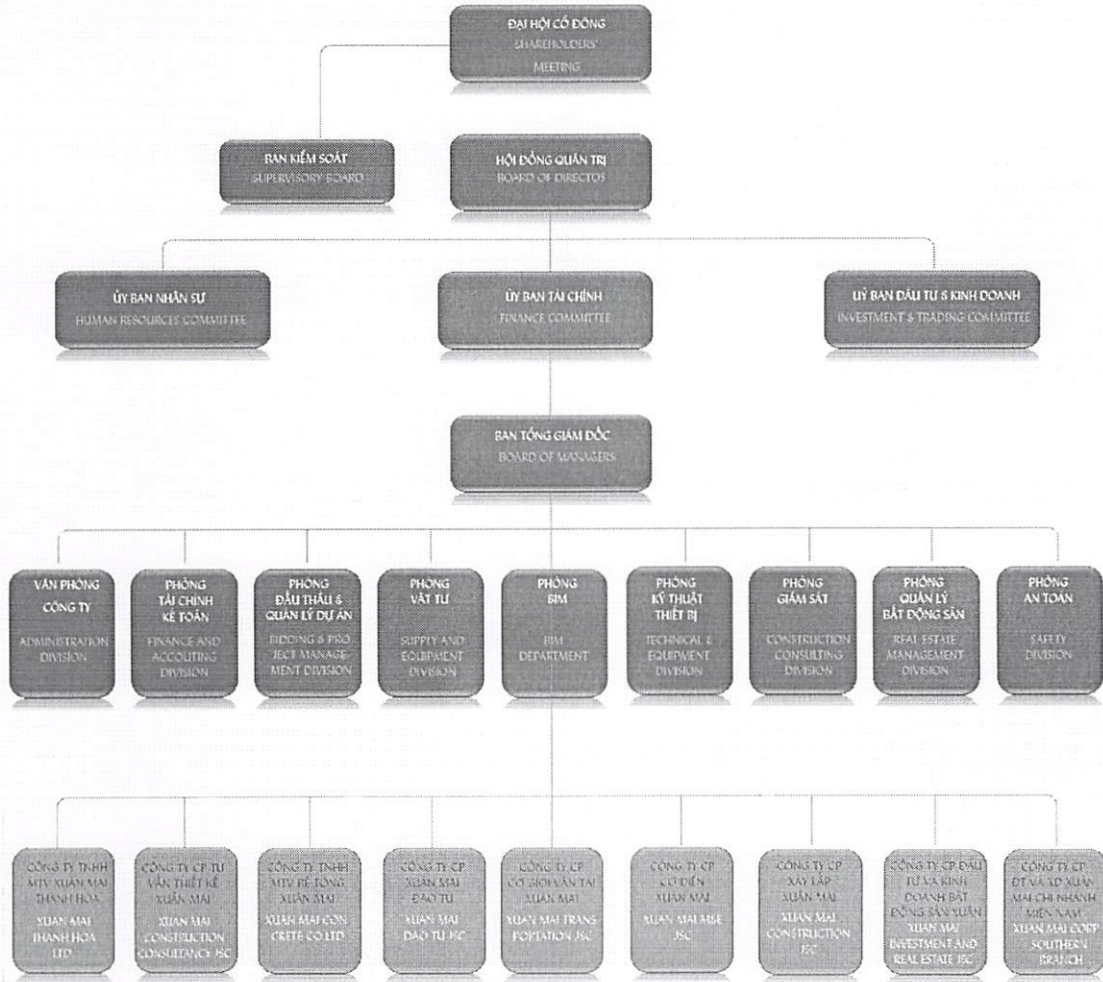 ĐẠI HỘI CỔ ĐÔNG
SHAREHOLDERS'
MEETING
BAN KIỂM SOÁT
SUPERVISORY BOARD
HỘI ĐỒNG QUẢN TRỊ
BOARD OF DIRECTOS
ỦY BAN NHÂN SỰ
HUMAN RESOURCES COMMITTEE
ỦY BAN TÀI CHÍNH
FINANCE COMMITTEE
UỶ BAN ĐẦU TƯ & KINH DOANH
INVESTMENT & TRADING COMMITTEE
BAN TỔNG GIÁM ĐỐC
BOARD OF MANAGERS
VĂN PHÒNG
CÔNG TY
ADMINISTRATION
DIVISION
PHÒNG
TÀI CHÍNH
KẾ TOÁN
FINANCE AND
ACCOUTING
DIVISION
PHÒNG
ĐẤU THẦU &
QUẢN LÝ DỰ ÁN
BIDDING & PRO
JECT MANAGE
MENT DIVISION
PHÒNG
VẬT TƯ
SUPPLY AND
EQUIPMENT
DIVISION
PHÒNG
BIM
BIM
DEPARTMENT
PHÒNG
KỸ THUẬT
THIẾT BỊ
TECHNICAL &
EQUIPMENT
DIVISION
PHÒNG
GIÁM SÁT
CONSTRUCTION
CONSULTING
DIVISION
PHÒNG
QUẢN LÝ
BẤT ĐỘNG SẢN
REAL ESTATE
MANAGEMENT
DIVISION
PHÒNG
AN TOÀN
SAFETY
DIVISION
CÔNG TY TNHH
MTV XUÂN MAI
THANH HÓA
XUAN MAI
THANH HOA
LTD
CÔNG TY CP TƯ
VẤN THIẾT KẾ
XUÂN MAI
XUAN MAI
CONSTRUCTION
CONSULTANCY JSC
CÔNG TY TNHH
MTV BÊ TÔNG
XUÂN MAI
XUAN MAI CON
CRETE CO LTD
CÔNG TY CP
XUÂN MAI
ĐẠO TÚ
XUAN MAI
DAO TU JSC
CÔNG TY CP
CƠ GIỚI VẬN TẢI
XUÂN MAI
XUAN MAI TRANS
PORTATION JSC
CÔNG TY CP
CƠ ĐIỆN
XUÂN MAI
XUAN MAI M&E
JSC
CÔNG TY CP
XÂY LẮP
XUÂN MAI
XUAN MAI
CONSTRUCTION
JSC
CÔNG TY CP ĐẦU
TƯ VÀ KINH
DOANH BẤT
ĐỘNG SẢN XUÂN
XUAN MAI
INVESTMENT AND
REAL ESTATE JSC
CÔNG TY CP
ĐT VÀ XD XUÂN
MAI CHI NHÁNH
MIỀN NAM
XUAN MAI CORP
SOUTHERN
BRANCH